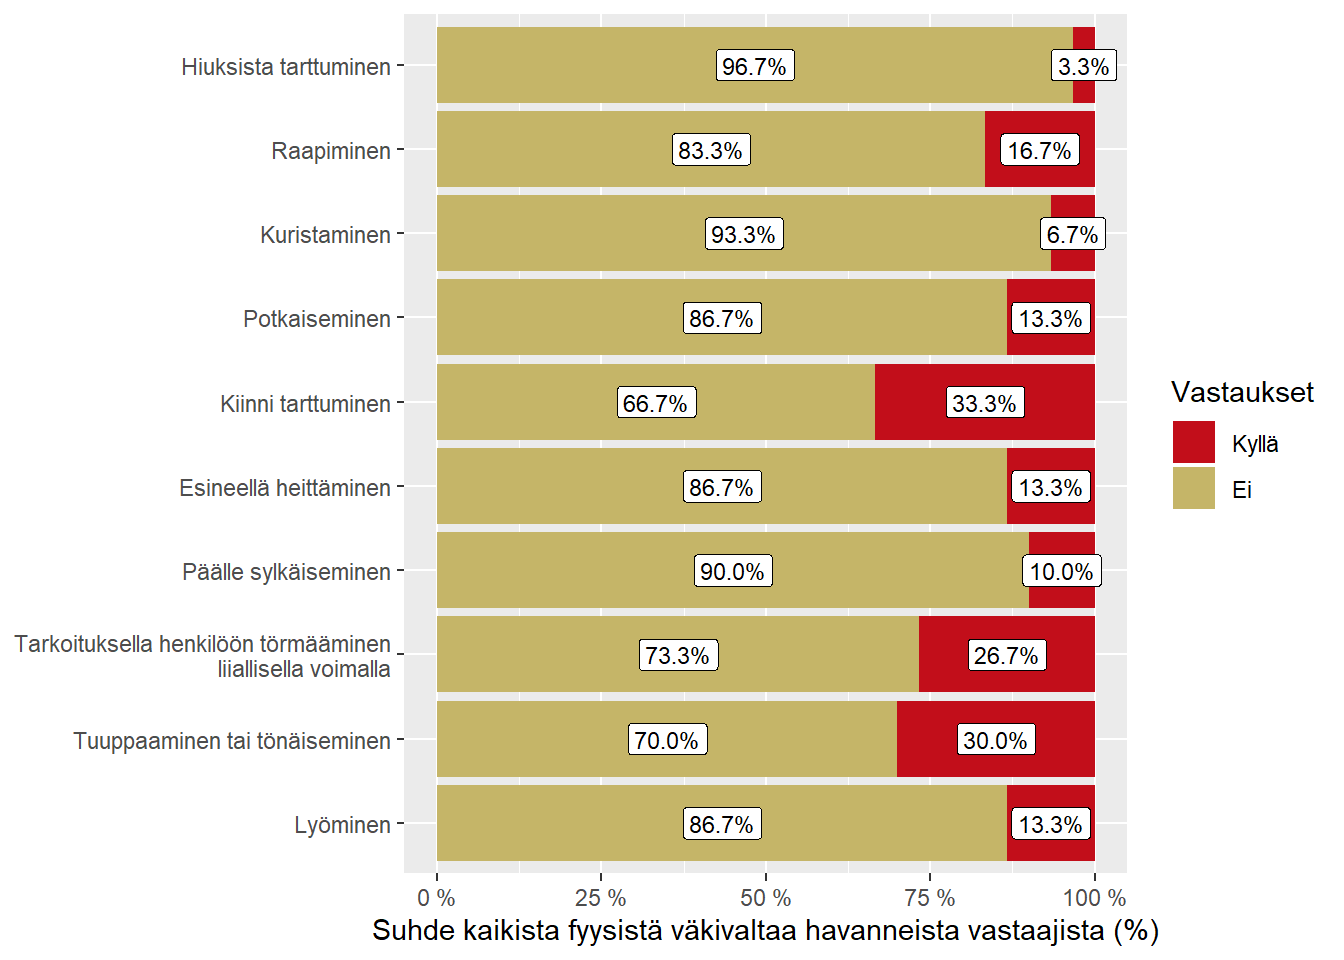 Hiuksista tarttuminen 96.7% 3.3%
Raapiminen 83.3% 16.7%
Kuristaminen 93.3% 6.7%
Potkaiseminen 86.7% 13.3%
Kiinni tarttuminen 66.7% 33.3%
Esineellä heittäminen 86.7% 13.3%
Päälle sylkäiseminen 90.0% 10.0%
Tarkoituksella henkilöön törmääminen
liiallisella voimalla 73.3% 26.7%
Tuuppaaminen tai tönäiseminen 70.0% 30.0%
Lyöminen 86.7% 13.3%
0 % 25 % 50 % 75 % 100 %
Suhde kaikista fyysistä väkivaltaa havanneista vastaajista (%)
Vastaukset
Kyllä
Ei